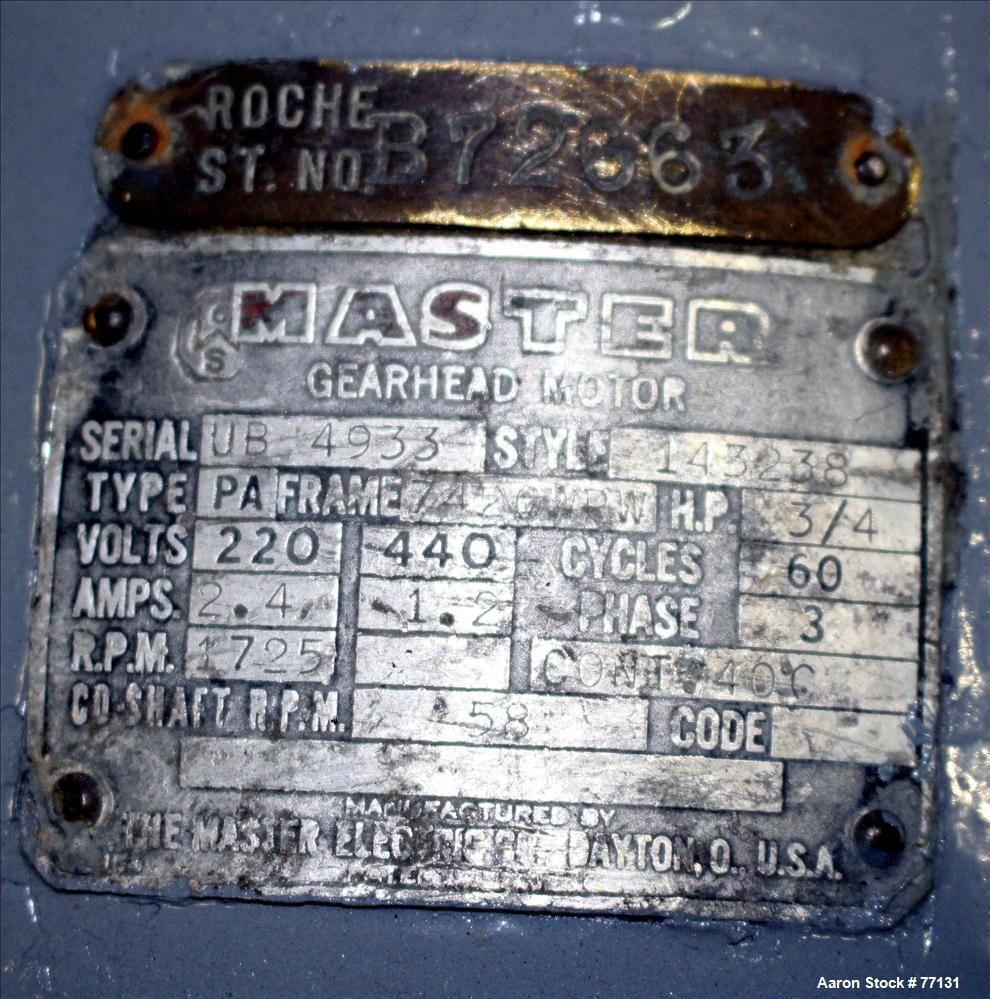 ROCHE
ST. NO. B72663
MASTER
GEARHEAD MOTOR
SERIAL UB 4933 STYLE 143238
TYPE PA FRAME H.P. 3/4
VOLTS 220 440 CYCLES 60
AMPS. 2.4 1.2 PHASE 3
R.P.M. 1725 CONT 40C
CO-SHAFT R.P.M. 58 CODE
MANUFACTURED BY
THE MASTER DAYTON, O., U.S.A.
Aaron Stock # 77131